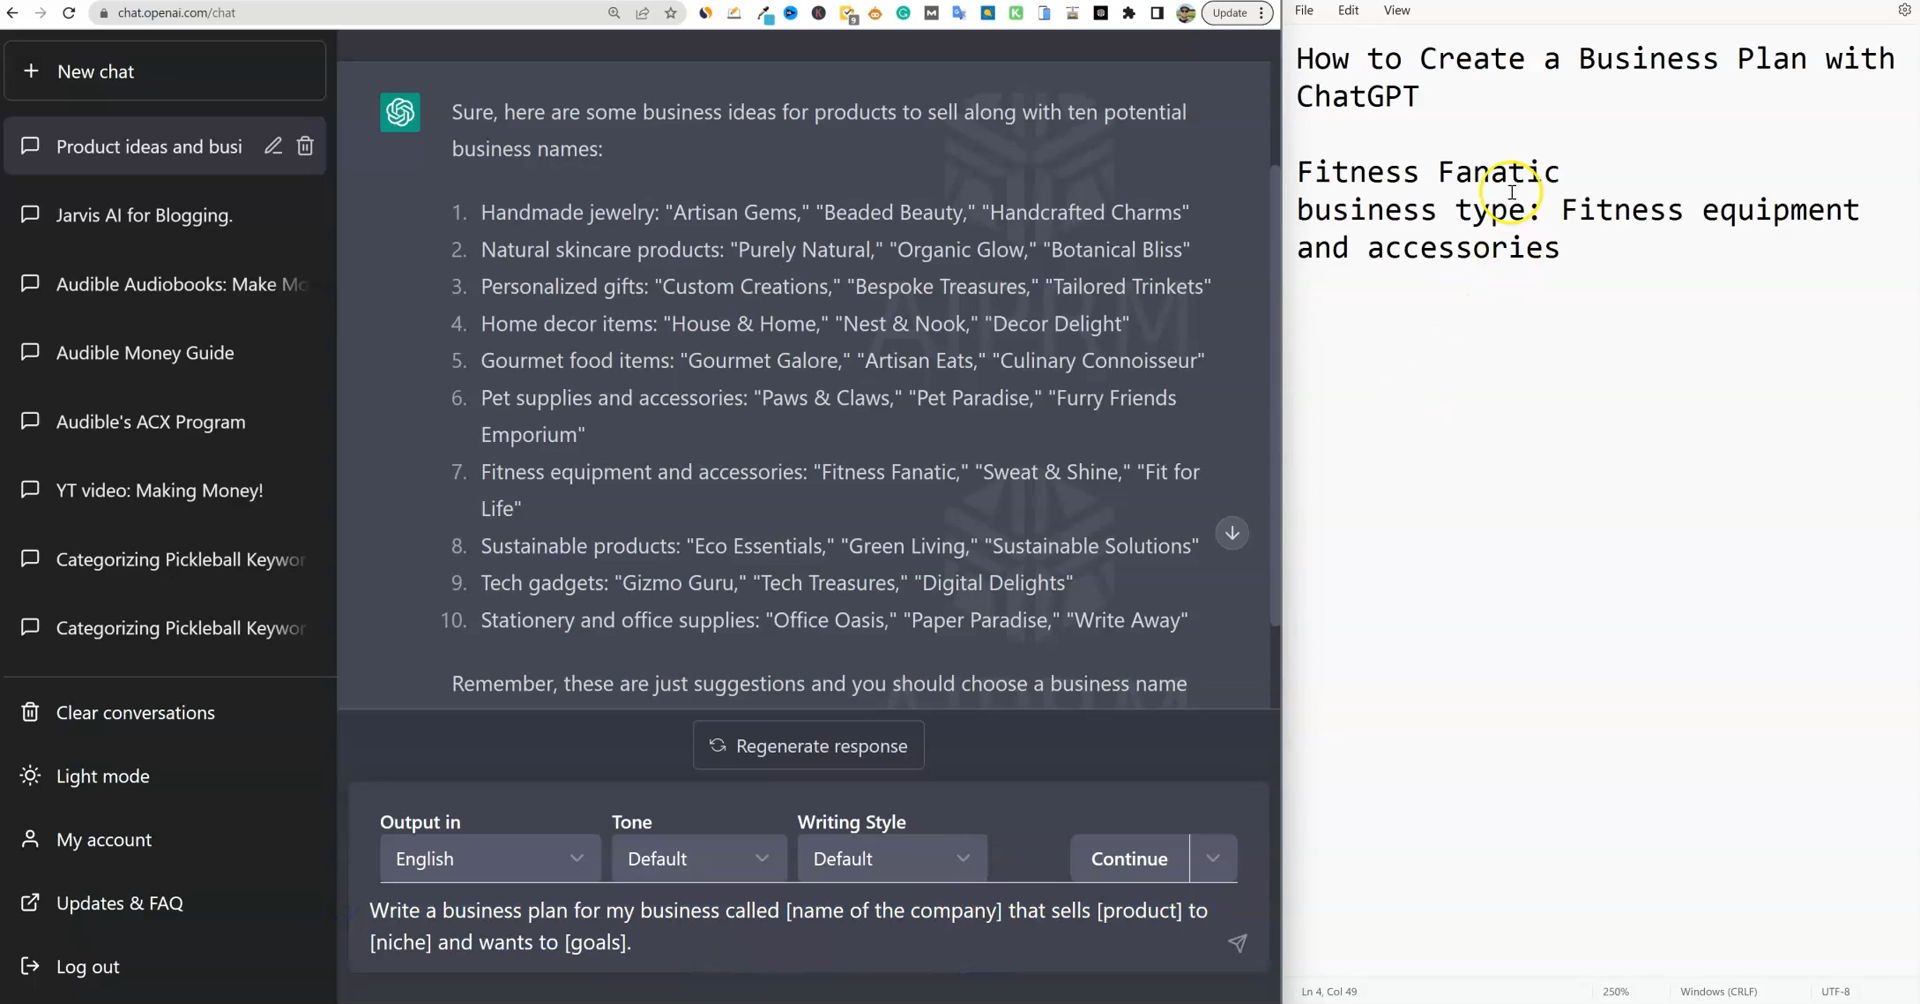 chat.openai.com/chat
Update
New chat
Product ideas and busi
Jarvis AI for Blogging.
Audible Audiobooks: Make Mo
Audible Money Guide
Audible's ACX Program
YT video: Making Money!
Categorizing Pickleball Keywor
Categorizing Pickleball Keywor
Clear conversations
Light mode
My account
Updates & FAQ
Log out
Sure, here are some business ideas for products to sell along with ten potential
business names:
1. Handmade jewelry: "Artisan Gems," "Beaded Beauty," "Handcrafted Charms"
2. Natural skincare products: "Purely Natural," "Organic Glow," "Botanical Bliss"
3. Personalized gifts: "Custom Creations," "Bespoke Treasures," "Tailored Trinkets"
4. Home decor items: "House & Home," "Nest & Nook," "Decor Delight"
5. Gourmet food items: "Gourmet Galore," "Artisan Eats," "Culinary Connoisseur"
6. Pet supplies and accessories: "Paws & Claws," "Pet Paradise," "Furry Friends
Emporium"
7. Fitness equipment and accessories: "Fitness Fanatic," "Sweat & Shine," "Fit for
Life"
8. Sustainable products: "Eco Essentials," "Green Living," "Sustainable Solutions"
9. Tech gadgets: "Gizmo Guru," "Tech Treasures," "Digital Delights"
10. Stationery and office supplies: "Office Oasis," "Paper Paradise," "Write Away"
Remember, these are just suggestions and you should choose a business name
Regenerate response
Output in
Tone
Writing Style
English
Default
Default
Continue
Write a business plan for my business called [name of the company] that sells [product] to
[niche] and wants to [goals].
File Edit View
How to Create a Business Plan with
ChatGPT
Fitness Fanatic
business type: Fitness equipment
and accessories
Ln 4, Col 49
250%
Windows (CRLF)
UTF-8